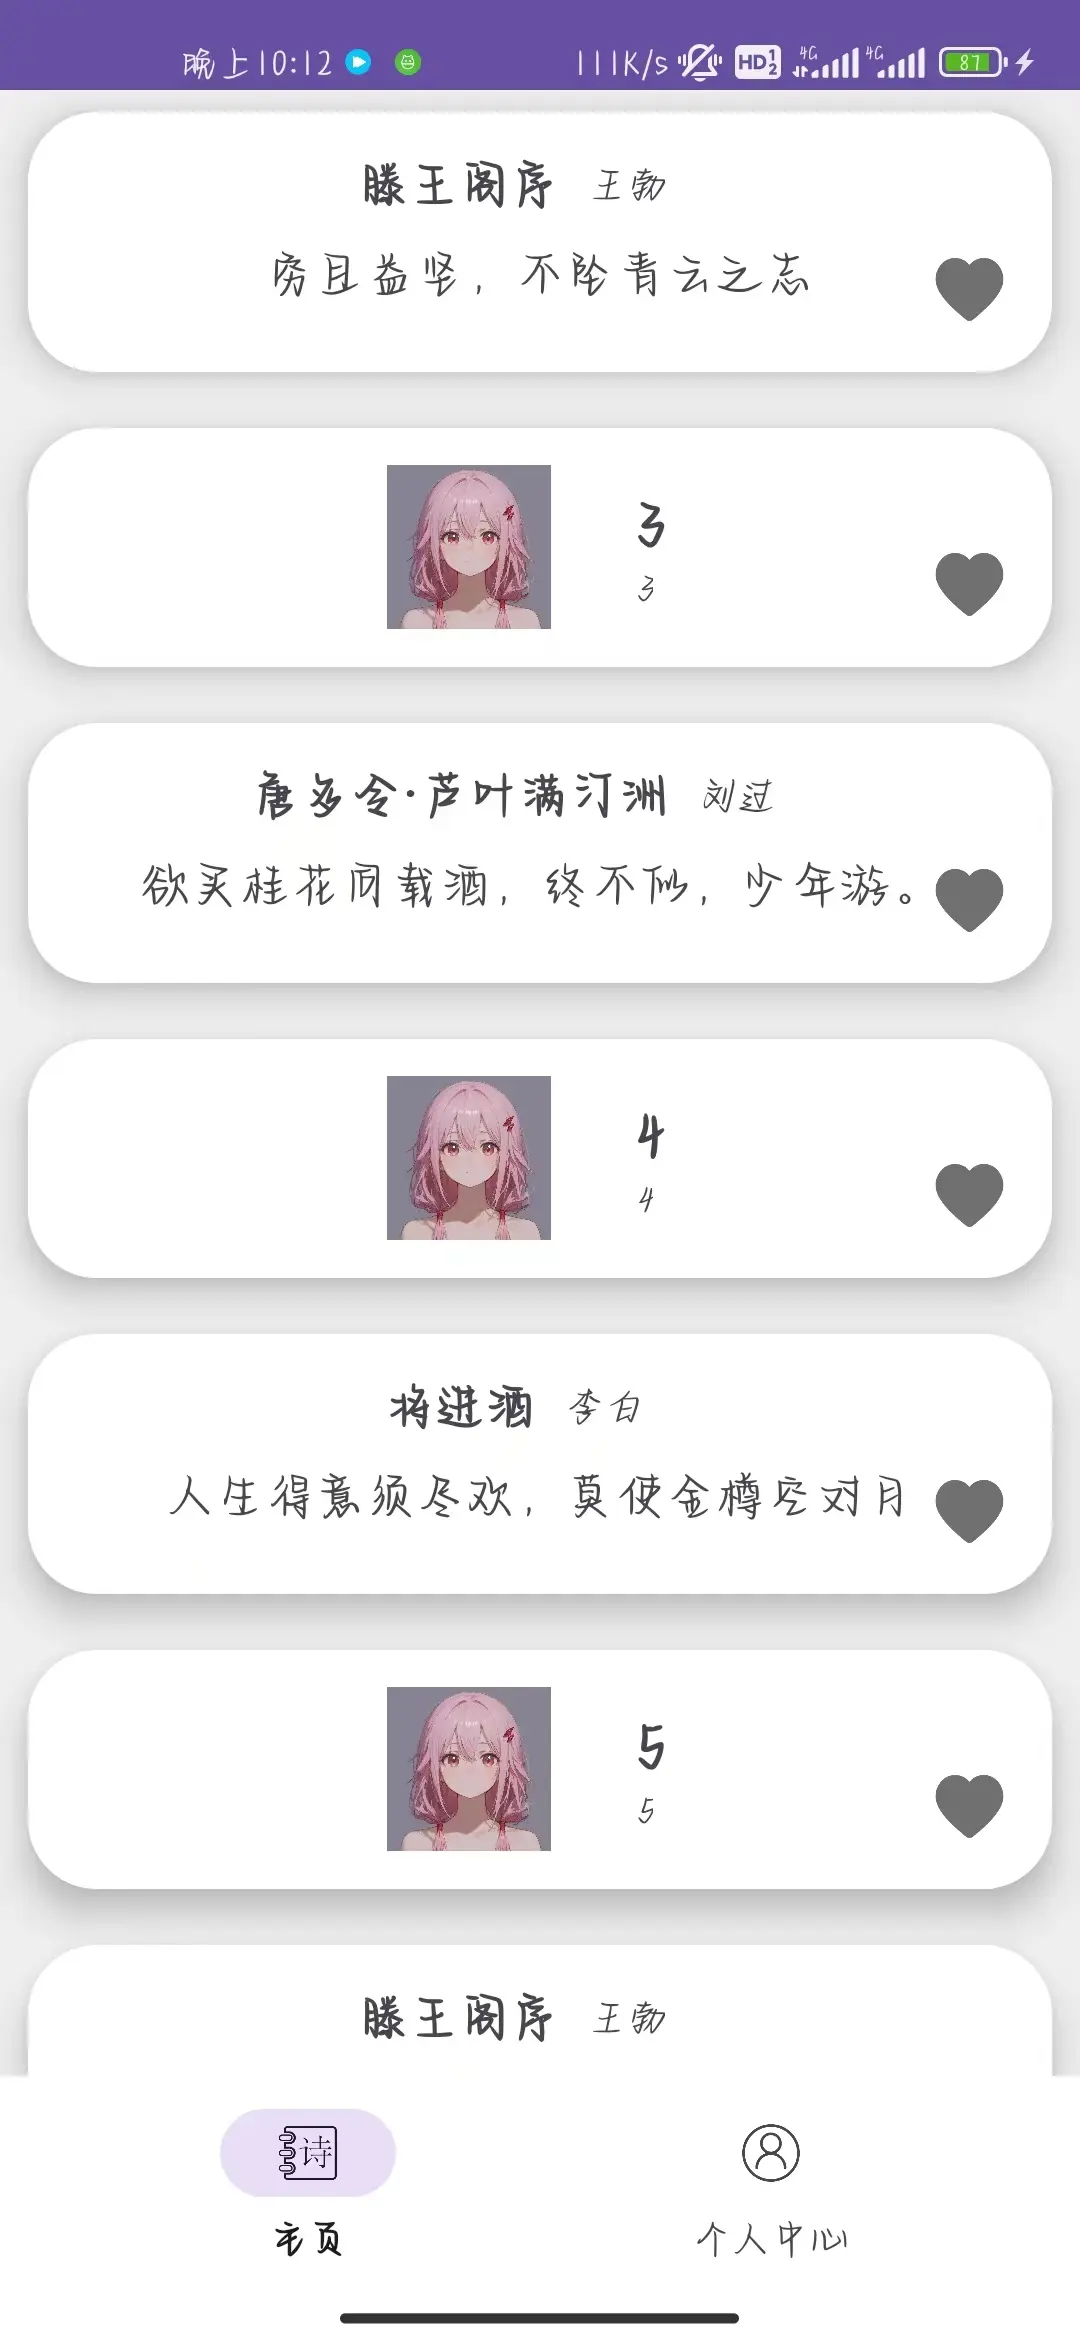 晚上10:12 111K/s HD 1 2 4G 4G 87
滕王阁序 王勃
穷且益坚，不坠青云之志
3
3
唐多令·芦叶满汀洲 刘过
欲买桂花同载酒，终不似，少年游。
4
4
将进酒 李白
人生得意须尽欢，莫使金樽空对月
5
5
滕王阁序 王勃
诗
主页 个人中心